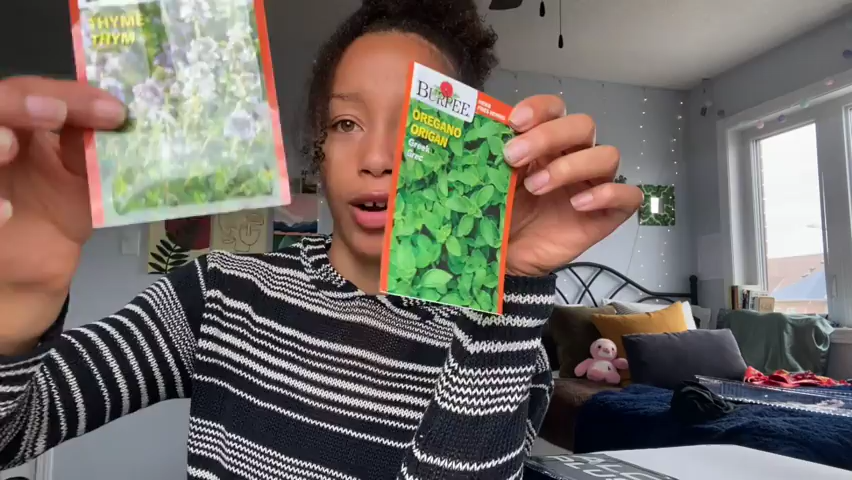 THYME
THYM
BURPEE
OREGANO
ORIGAN
Greek
Grec